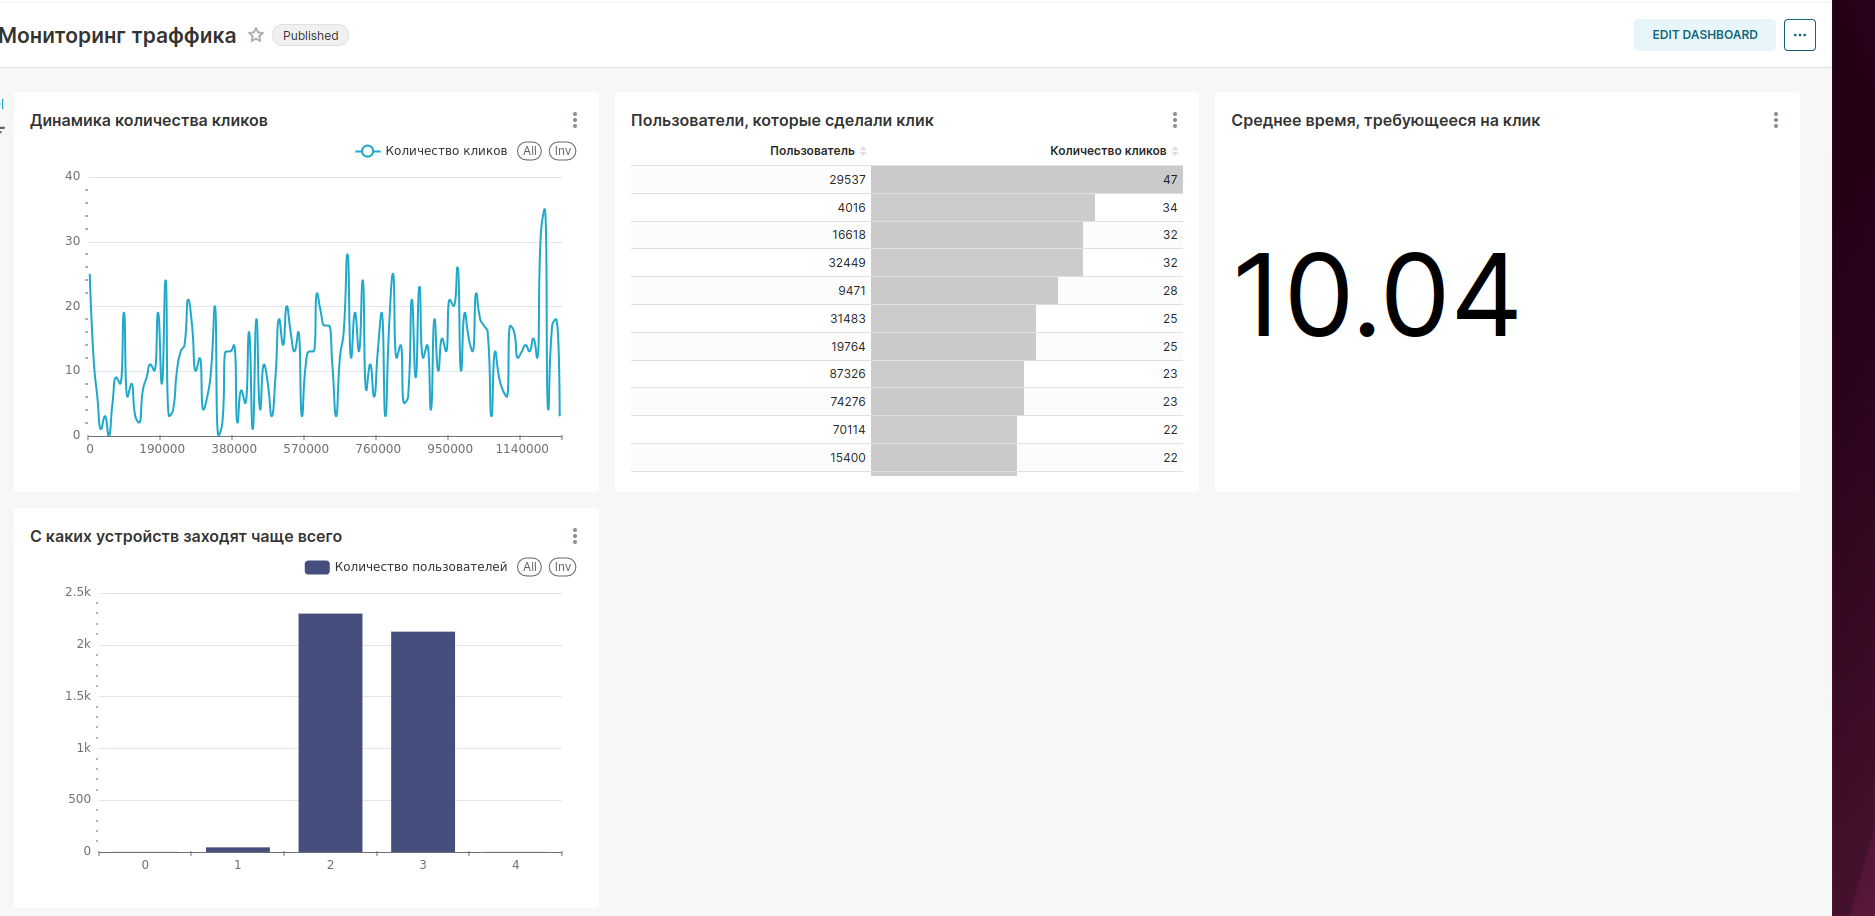 Мониторинг траффика
Published
EDIT DASHBOARD
...
Динамика количества кликов
Количество кликов All Inv
40
30
20
10
0
0 190000 380000 570000 760000 950000 1140000
Пользователи, которые сделали клик
Пользователь Количество кликов
29537 47
4016 34
16618 32
32449 32
9471 28
31483 25
19764 25
87326 23
74276 23
70114 22
15400 22
Среднее время, требующееся на клик
10.04
С каких устройств заходят чаще всего
Количество пользователей All Inv
2.5k
2k
1.5k
1k
500
0
0 1 2 3 4